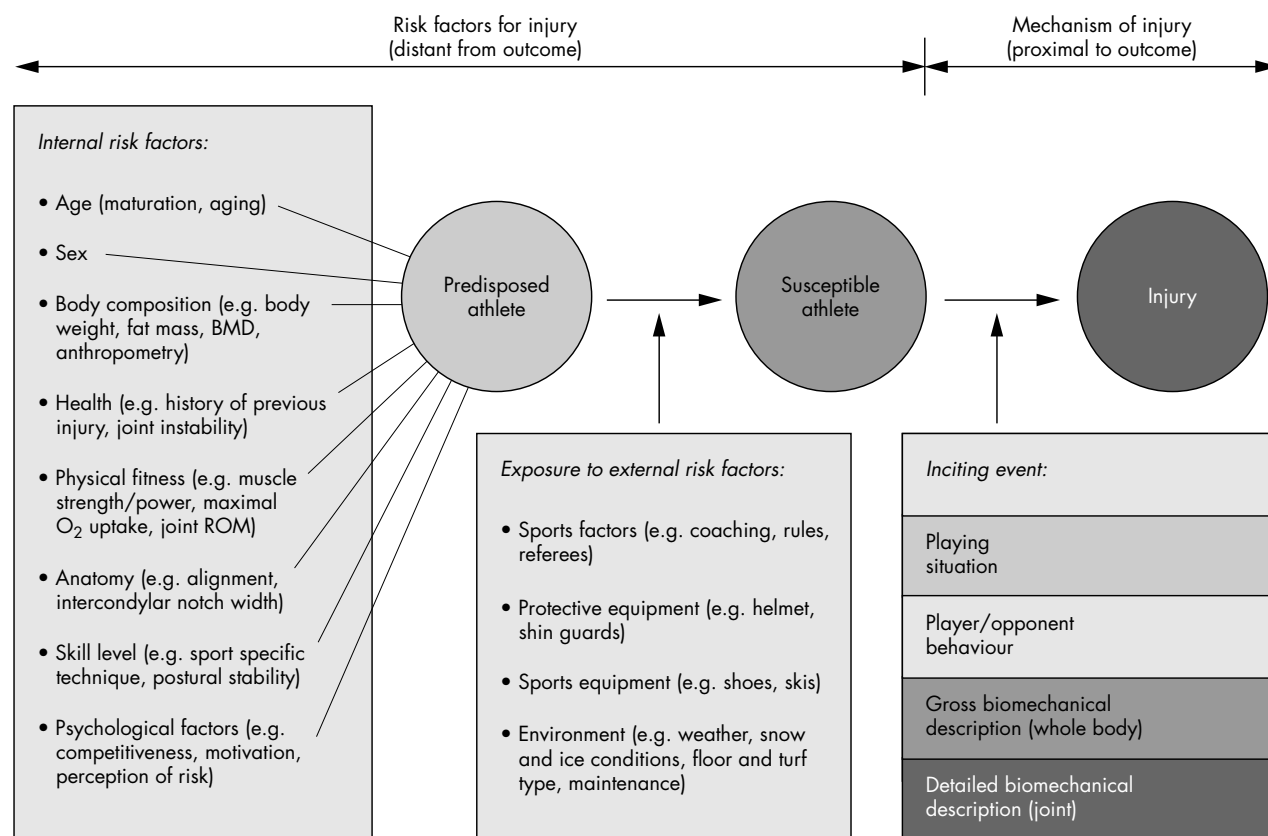 Risk factors for injury
(distant from outcome)
Mechanism of injury
(proximal to outcome)
Internal risk factors:
• Age (maturation, aging)
• Sex
• Body composition (e.g. body
weight, fat mass, BMD,
anthropometry)
• Health (e.g. history of previous
injury, joint instability)
• Physical fitness (e.g. muscle
strength/power, maximal
O₂ uptake, joint ROM)
• Anatomy (e.g. alignment,
intercondylar notch width)
• Skill level (e.g. sport specific
technique, postural stability)
• Psychological factors (e.g.
competitiveness, motivation,
perception of risk)
Predisposed
athlete
Susceptible
athlete
Injury
Exposure to external risk factors:
• Sports factors (e.g. coaching, rules,
referees)
• Protective equipment (e.g. helmet,
shin guards)
• Sports equipment (e.g. shoes, skis)
• Environment (e.g. weather, snow
and ice conditions, floor and turf
type, maintenance)
Inciting event:
Playing
situation
Player/opponent
behaviour
Gross biomechanical
description (whole body)
Detailed biomechanical
description (joint)